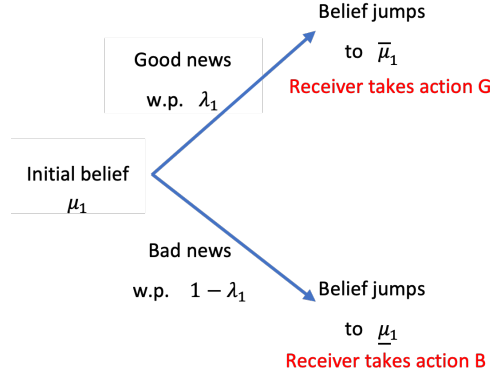 Belief jumps
to μ̅₁
Receiver takes action G
Good news
w.p. λ₁
Initial belief
μ₁
Bad news
w.p. 1 − λ₁
Belief jumps
to μ̲₁
Receiver takes action B